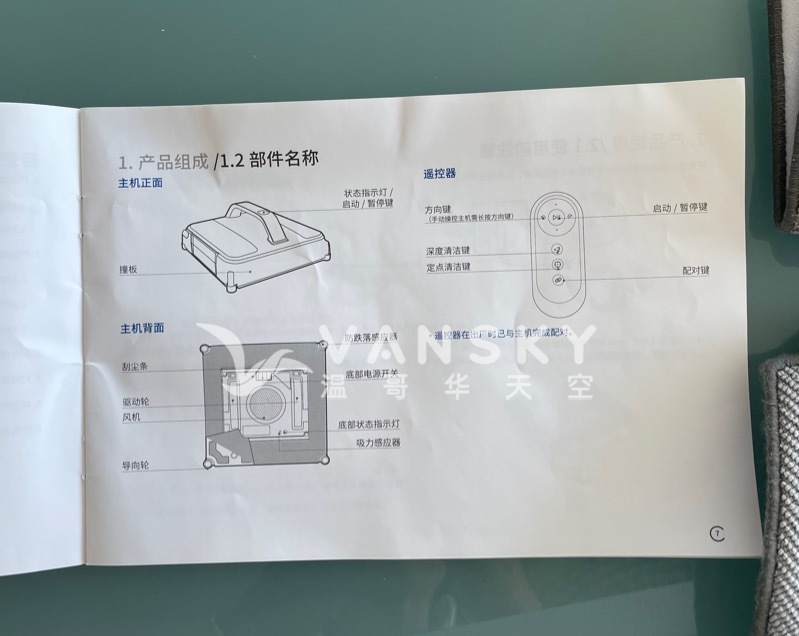 1. 产品组成 /1.2 部件名称
主机正面
状态指示灯 /
启动 / 暂停键
撞板
主机背面
防跌落感应器
刮尘条
底部电源开关
驱动轮
风机
底部状态指示灯
吸力感应器
导向轮
遥控器
方向键
（手动操控主机需长按方向键）
启动 / 暂停键
深度清洁键
定点清洁键
配对键
· 遥控器在出厂时已与主机完成配对。
VANSKY
温哥华天空
7